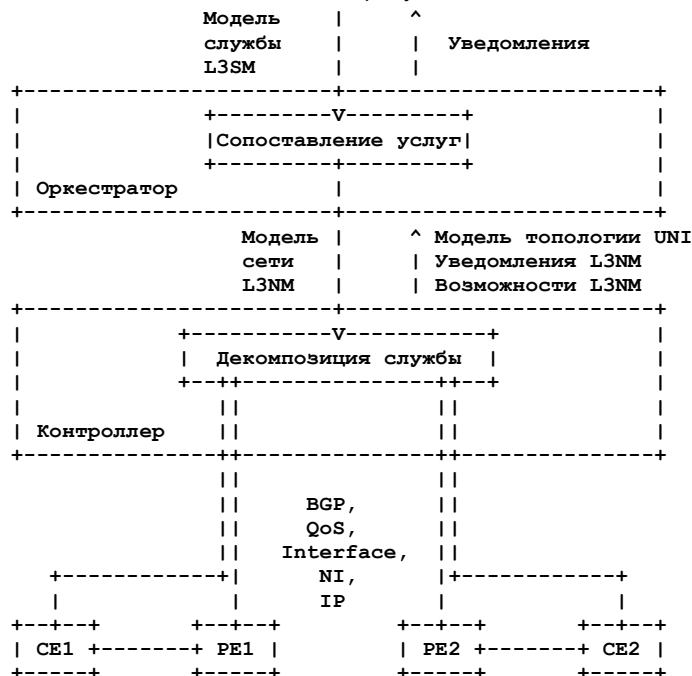 Модель
службы Уведомления
L3SM
Сопоставление услуг
Оркестратор
Модель Модель топологии UNI
сети Уведомления L3NM
L3NM Возможности L3NM
Декомпозиция службы
Контроллер
BGP,
QoS,
Interface,
NI,
IP
CE1 PE1 PE2 CE2